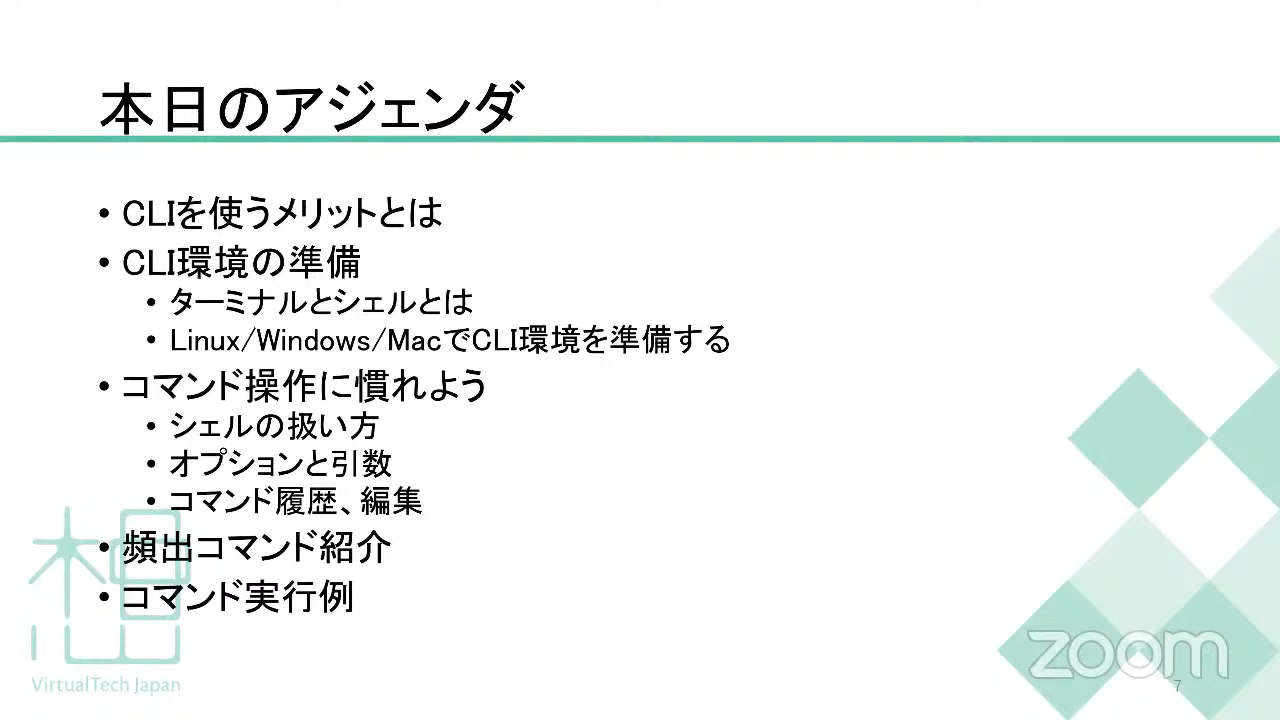 本日のアジェンダ
• CLIを使うメリットとは
• CLI環境の準備
• ターミナルとシェルとは
• Linux/Windows/MacでCLI環境を準備する
• コマンド操作に慣れよう
• シェルの扱い方
• オプションと引数
• コマンド履歴、編集
• 頻出コマンド紹介
• コマンド実行例
想
VirtualTech Japan
zoom
7